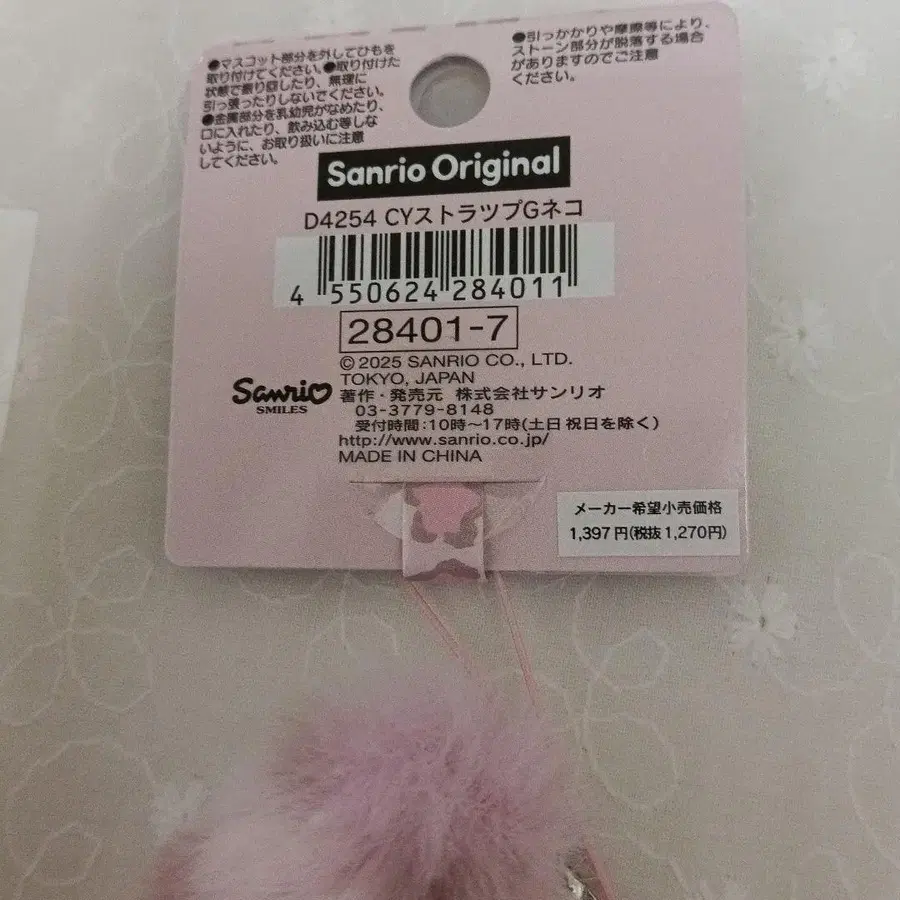 ●マスコット部分を外してひもを
取り付けてください。●取り付けた
状態で振り回したり、無理に
引っ張ったりしないでください。
●金属部分を乳幼児がなめたり、
口に入れたり、飲み込む等しな
いように、お取り扱いに注意
してください。
●引っかかりや摩擦等により、
ストーン部分が脱落する場合
がありますのでご注意
ください。
Sanrio Original
D4254 CYストラツプGネコ
4 550624 284011
28401-7
© 2025 SANRIO CO., LTD.
TOKYO, JAPAN
Sanrio
SMILES
著作・発売元 株式会社サンリオ
03-3779-8148
受付時間:10時～17時(土日 祝日を除く)
http://www.sanrio.co.jp/
MADE IN CHINA
メーカー希望小売価格
1,397 円(税抜 1,270円)